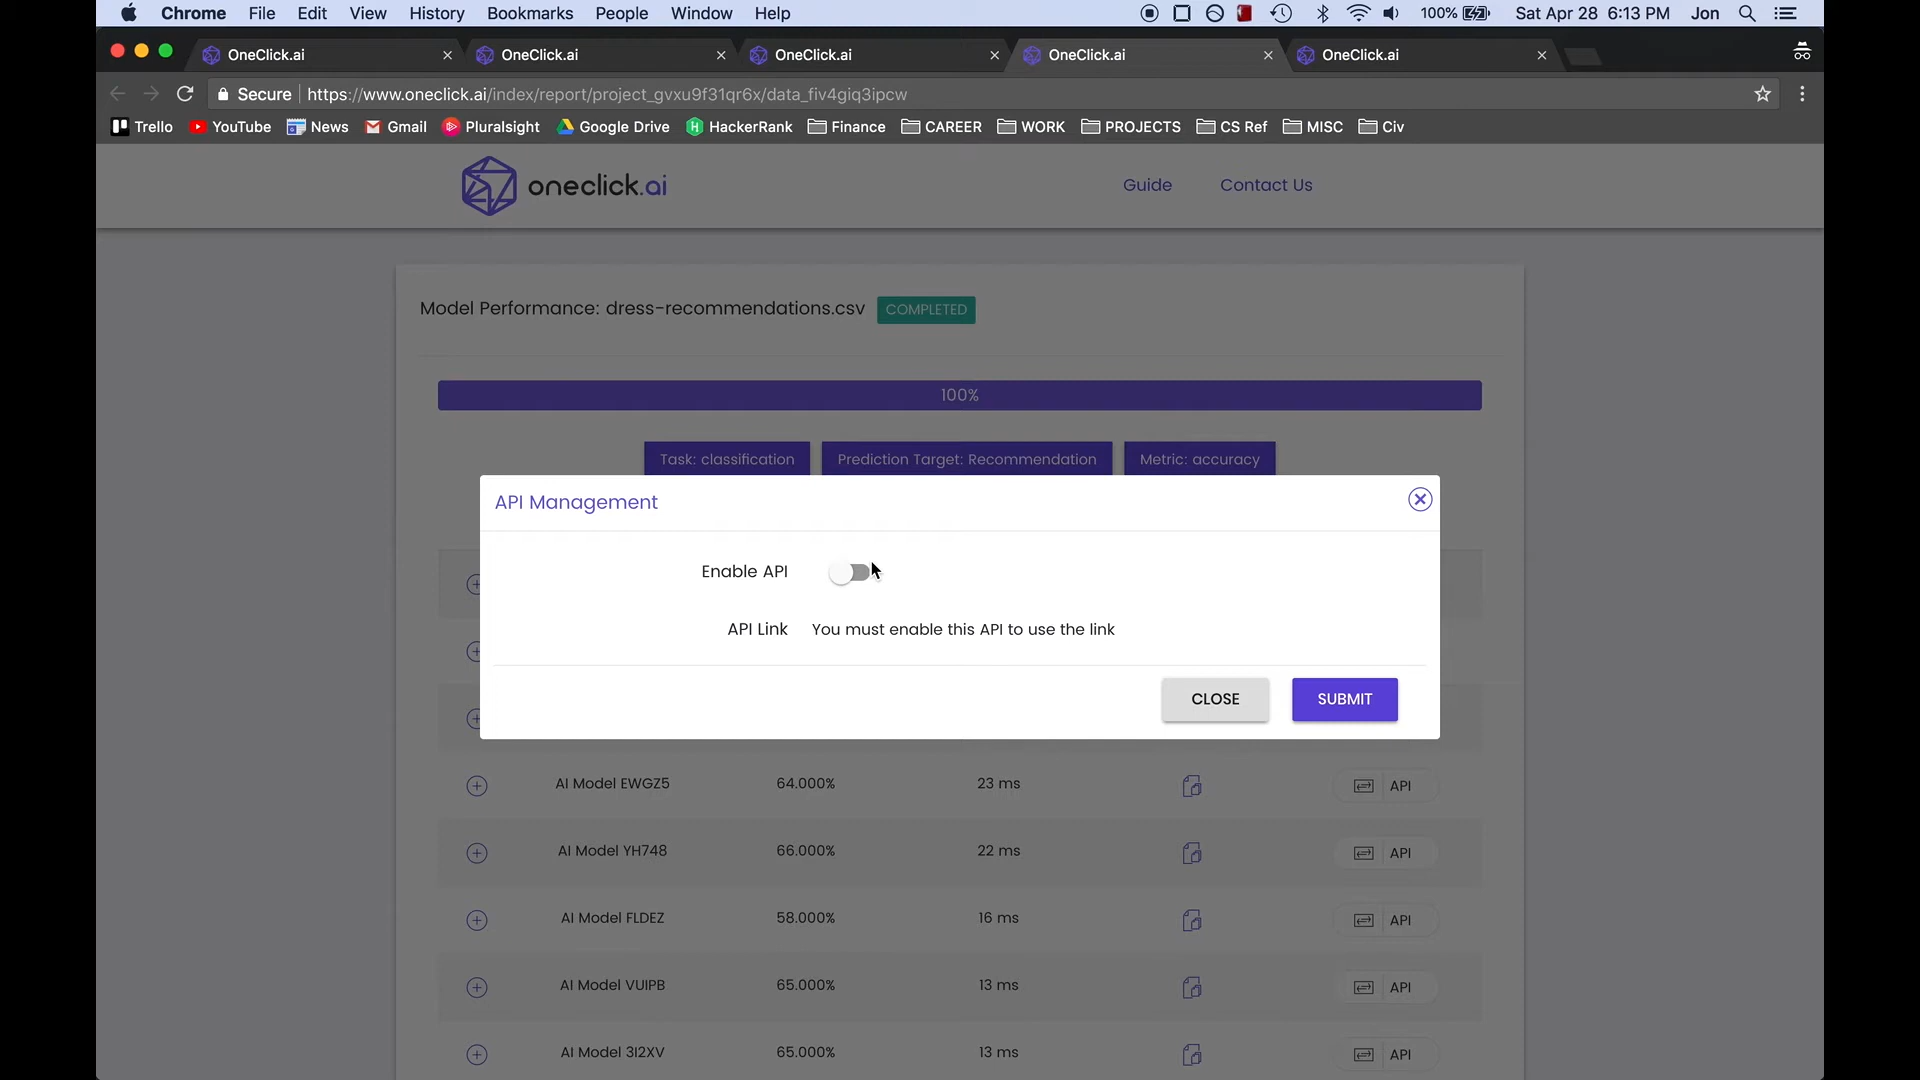 Chrome File Edit View History Bookmarks People Window Help 100% Sat Apr 28 6:13 PM Jon
OneClick.ai OneClick.ai OneClick.ai OneClick.ai OneClick.ai
Secure https://www.oneclick.ai/index/report/project_gvxu9f31qr6x/data_fiv4giq3ipcw
Trello YouTube News Gmail Pluralsight Google Drive HackerRank Finance CAREER WORK PROJECTS CS Ref MISC Civ
oneclick.ai Guide Contact Us
Model Performance: dress-recommendations.csv COMPLETED
100%
Task: classification Prediction Target: Recommendation Metric: accuracy
API Management
Enable API
API Link You must enable this API to use the link
CLOSE SUBMIT
AI Model EWGZ5 64.000% 23 ms API
AI Model YH748 66.000% 22 ms API
AI Model FLDEZ 58.000% 16 ms API
AI Model VUIPB 65.000% 13 ms API
AI Model 3I2XV 65.000% 13 ms API